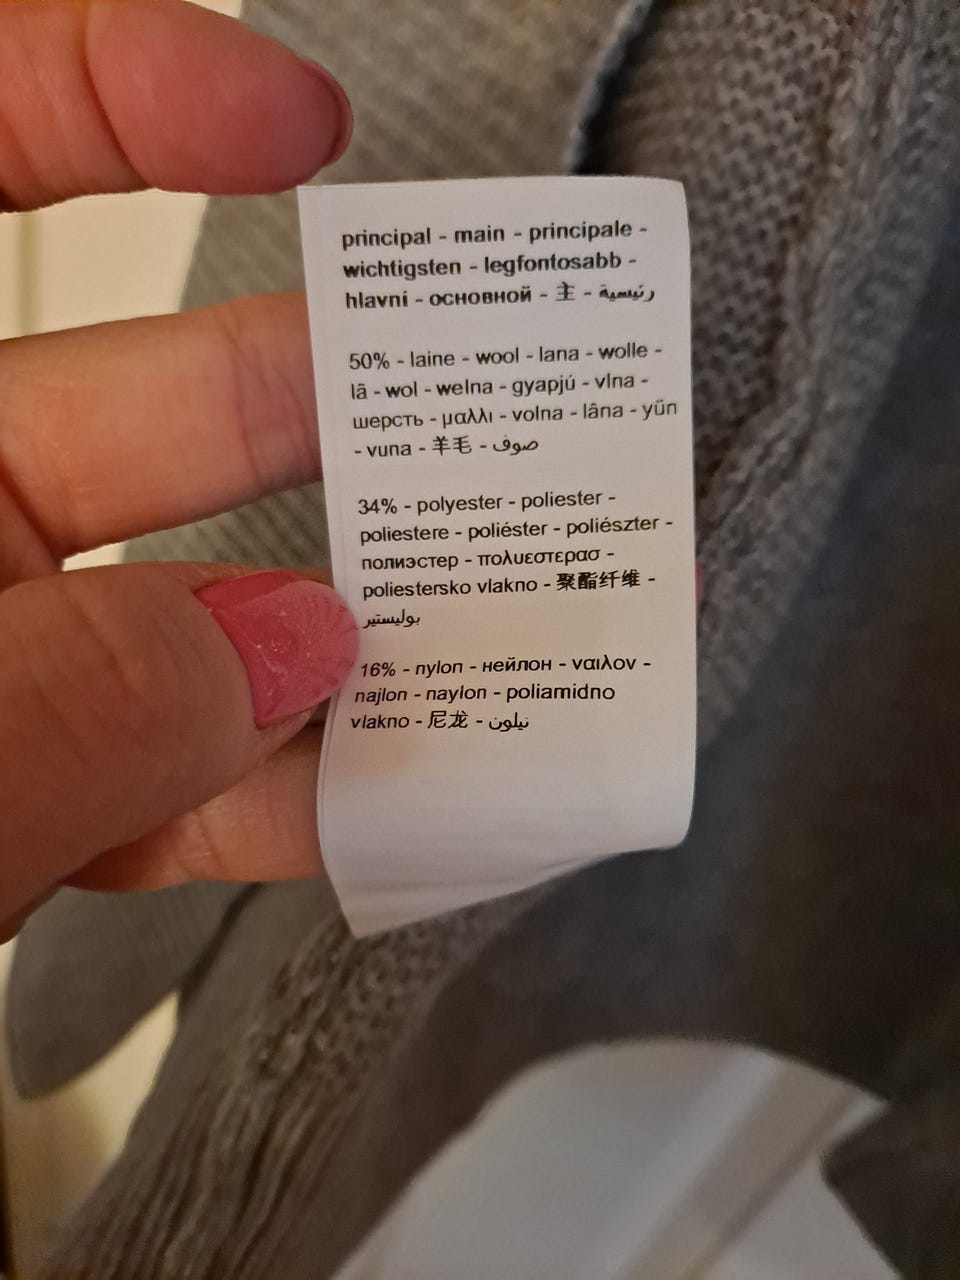 principal - main - principale -
wichtigsten - legfontosabb -
hlavní - основной - 主 - رئيسية
50% - laine - wool - lana - wolle -
lã - wol - welna - gyapjú - vlna -
шерсть - μαλλι - volna - lâna - yűn
- vuna - 羊毛 - صوف
34% - polyester - poliester -
poliestere - poliéster - poliészter -
полиэстер - πολυεστερασ -
poliestersko vlakno - 聚酯纤维 -
بوليستير
16% - nylon - нейлон - ναιλον -
najlon - naylon - poliamidno
vlakno - 尼龙 - نيلون